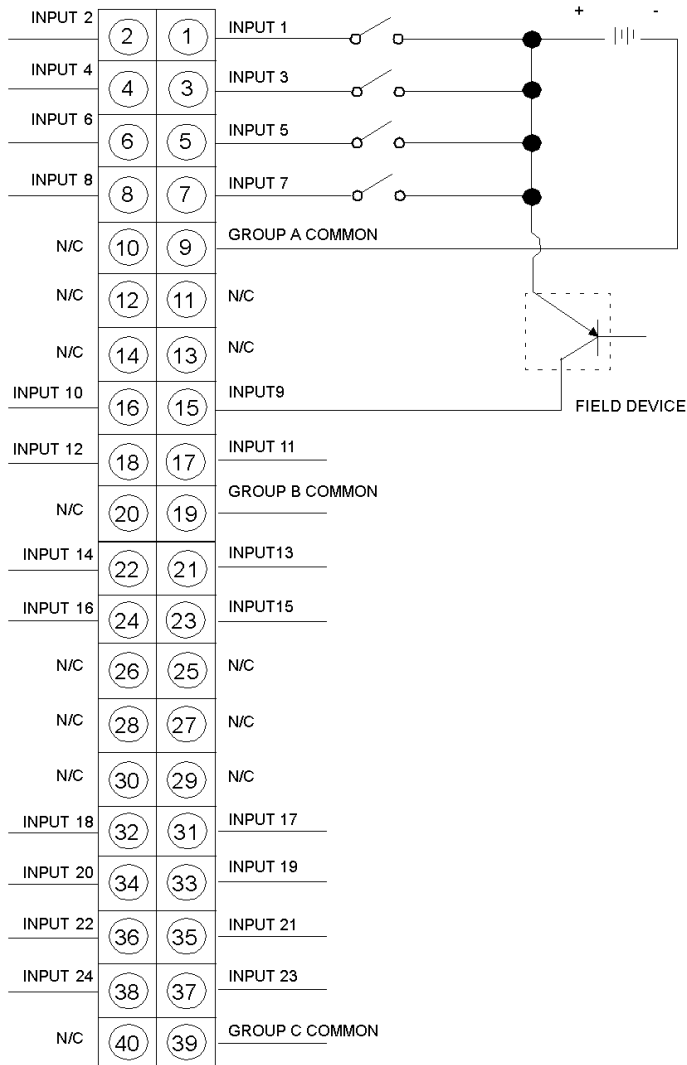 + -
INPUT 2 2 1 INPUT 1
INPUT 4 4 3 INPUT 3
INPUT 6 6 5 INPUT 5
INPUT 8 8 7 INPUT 7
N/C 10 9 GROUP A COMMON
N/C 12 11 N/C
N/C 14 13 N/C
INPUT 10 16 15 INPUT9
FIELD DEVICE
INPUT 12 18 17 INPUT 11
N/C 20 19 GROUP B COMMON
INPUT 14 22 21 INPUT13
INPUT 16 24 23 INPUT15
N/C 26 25 N/C
N/C 28 27 N/C
N/C 30 29 N/C
INPUT 18 32 31 INPUT 17
INPUT 20 34 33 INPUT 19
INPUT 22 36 35 INPUT 21
INPUT 24 38 37 INPUT 23
N/C 40 39 GROUP C COMMON